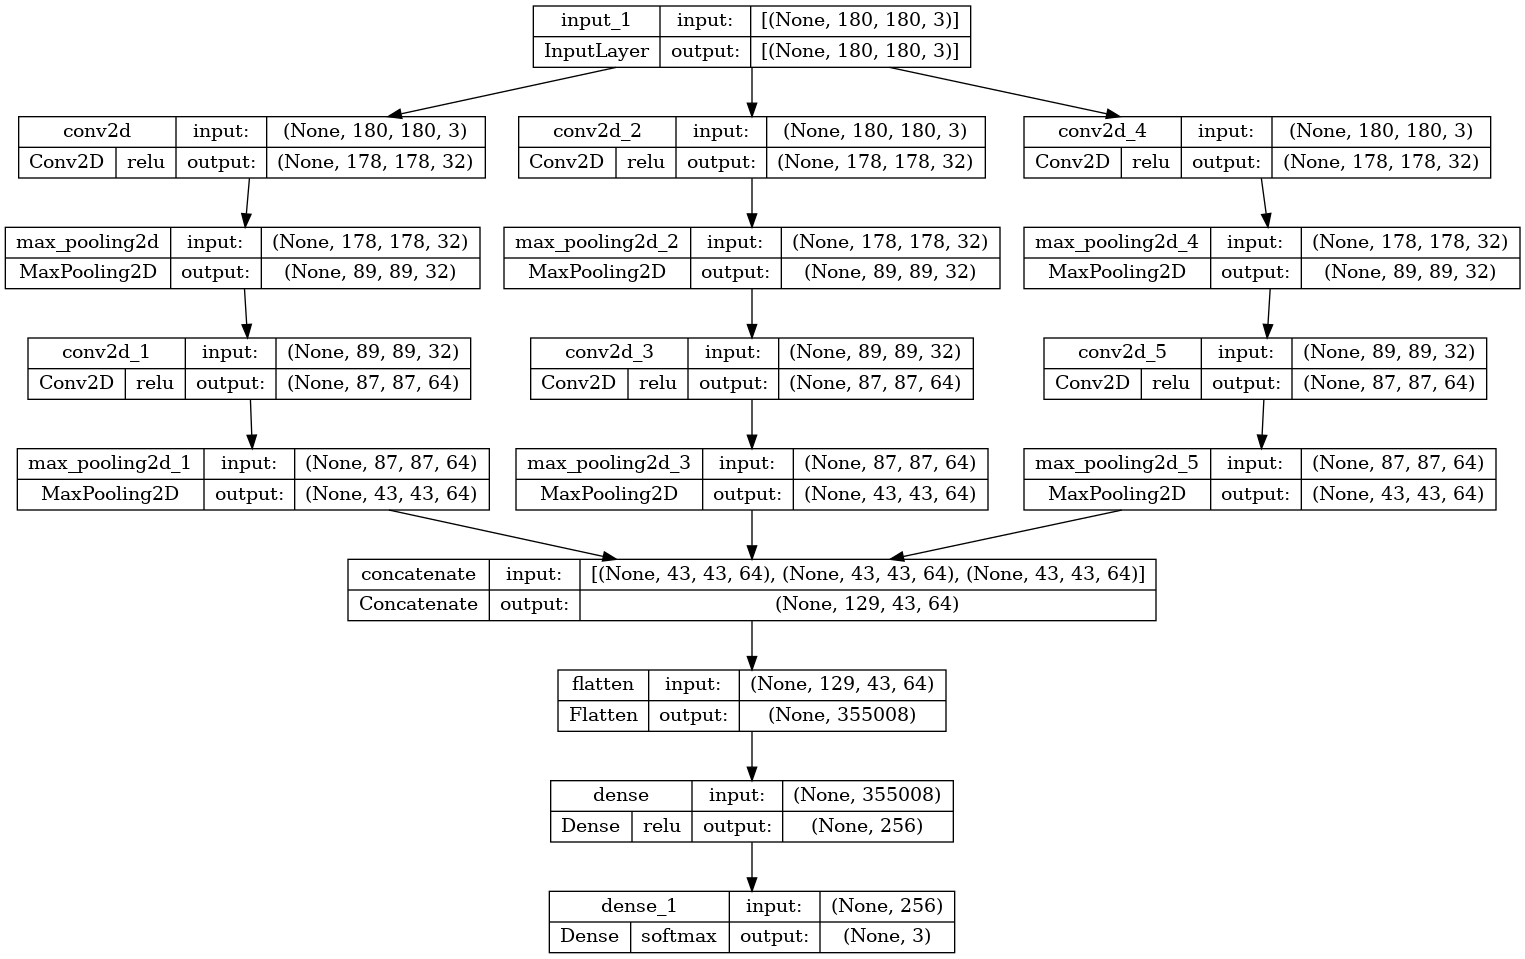 input_1 input: [(None, 180, 180, 3)]
InputLayer output: [(None, 180, 180, 3)]
conv2d input: (None, 180, 180, 3)
Conv2D relu output: (None, 178, 178, 32)
conv2d_2 input: (None, 180, 180, 3)
Conv2D relu output: (None, 178, 178, 32)
conv2d_4 input: (None, 180, 180, 3)
Conv2D relu output: (None, 178, 178, 32)
max_pooling2d input: (None, 178, 178, 32)
MaxPooling2D output: (None, 89, 89, 32)
max_pooling2d_2 input: (None, 178, 178, 32)
MaxPooling2D output: (None, 89, 89, 32)
max_pooling2d_4 input: (None, 178, 178, 32)
MaxPooling2D output: (None, 89, 89, 32)
conv2d_1 input: (None, 89, 89, 32)
Conv2D relu output: (None, 87, 87, 64)
conv2d_3 input: (None, 89, 89, 32)
Conv2D relu output: (None, 87, 87, 64)
conv2d_5 input: (None, 89, 89, 32)
Conv2D relu output: (None, 87, 87, 64)
max_pooling2d_1 input: (None, 87, 87, 64)
MaxPooling2D output: (None, 43, 43, 64)
max_pooling2d_3 input: (None, 87, 87, 64)
MaxPooling2D output: (None, 43, 43, 64)
max_pooling2d_5 input: (None, 87, 87, 64)
MaxPooling2D output: (None, 43, 43, 64)
concatenate input: [(None, 43, 43, 64), (None, 43, 43, 64), (None, 43, 43, 64)]
Concatenate output: (None, 129, 43, 64)
flatten input: (None, 129, 43, 64)
Flatten output: (None, 355008)
dense input: (None, 355008)
Dense relu output: (None, 256)
dense_1 input: (None, 256)
Dense softmax output: (None, 3)